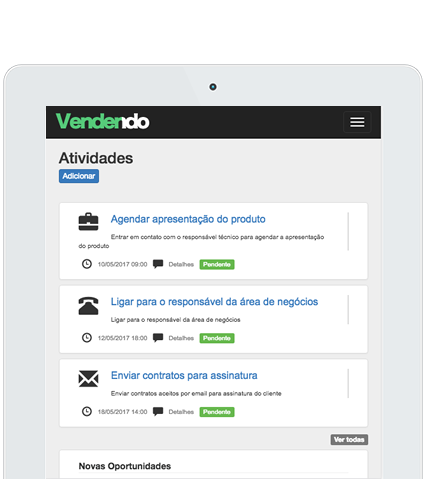 Vendendo
Atividades
Adicionar
Agendar apresentação do produto
Entrar em contato com o responsável técnico para agendar a apresentação
do produto
10/05/2017 09:00 Detalhes Pendente
Ligar para o responsável da área de negócios
Ligar para o responsável da área de negócios
12/05/2017 18:00 Detalhes Pendente
Enviar contratos para assinatura
Enviar contratos aceitos por email para assinatura do cliente
18/05/2017 14:00 Detalhes Pendente
Ver todas
Novas Oportunidades